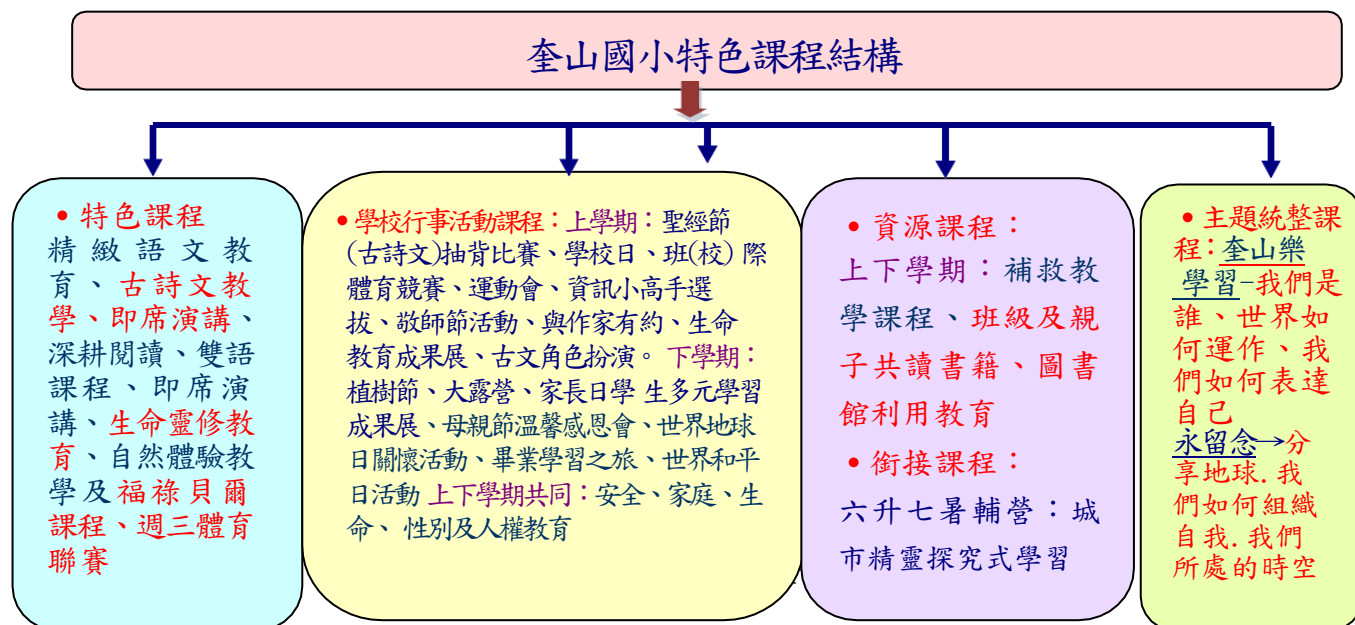 奎山國小特色課程結構
• 特色課程
精緻語文教
育、古詩文教
學、即席演講、
深耕閱讀、雙語
課程、即席演
講、生命靈修教
育、自然體驗教
學及福祿貝爾
課程、週三體育
聯賽
• 學校行事活動課程：上學期：聖經節
(古詩文)抽背比賽、學校日、班(校) 際
體育競賽、運動會、資訊小高手選
拔、敬師節活動、與作家有約、生命
教育成果展、古文角色扮演。 下學期：
植樹節、大露營、家長日學 生多元學習
成果展、母親節溫馨感恩會、世界地球
日關懷活動、畢業學習之旅、世界和平
日活動 上下學期共同：安全、家庭、生
命、 性別及人權教育
• 資源課程：
上下學期：補救教
學課程、班級及親
子共讀書籍、圖書
館利用教育
• 銜接課程：
六升七暑輔營：城
市精靈探究式學習
• 主題統整課
程：奎山樂
學習-我們是
誰、世界如
何運作、我
們如何表達
自己
永留念→分
享地球.我
們如何組織
自我.我們
所處的時空